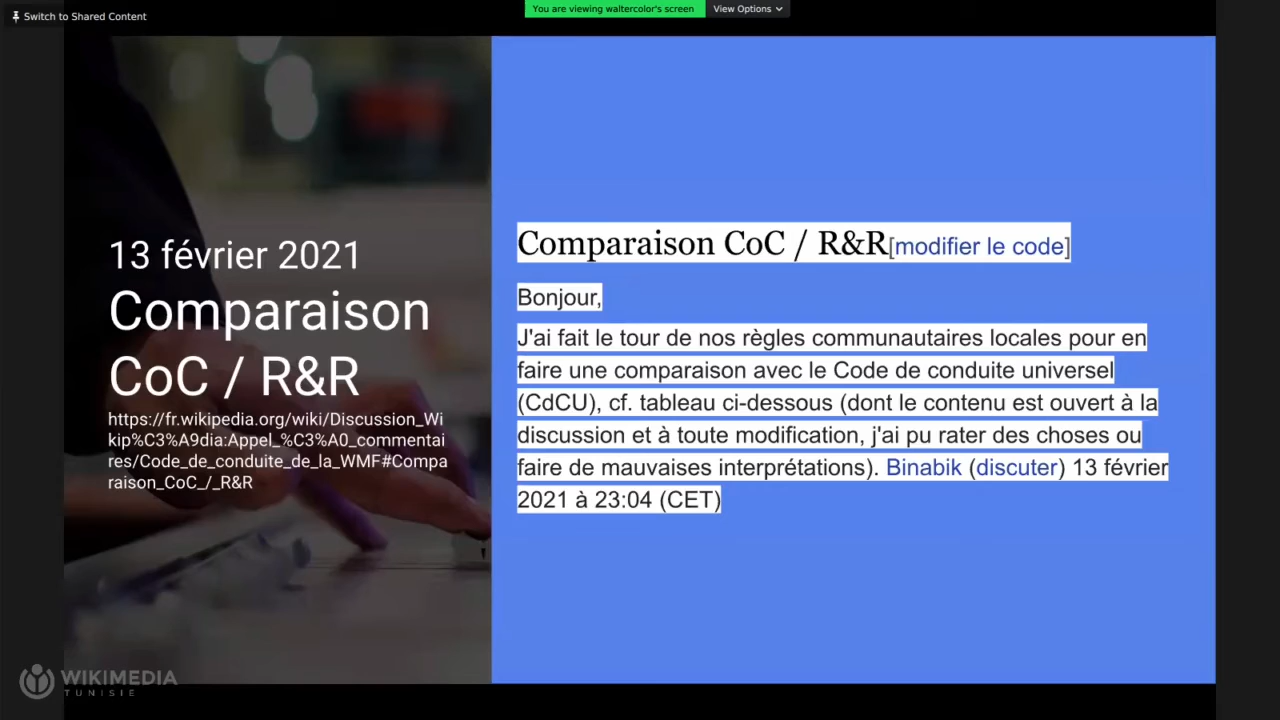 Switch to Shared Content
You are viewing waltercolor's screen
View Options
13 février 2021
Comparaison
CoC / R&R
https://fr.wikipedia.org/wiki/Discussion_Wi
kip%C3%A9dia:Appel_%C3%A0_commentai
res/Code_de_conduite_de_la_WMF#Compa
raison_CoC_/_R&R
Comparaison CoC / R&R[modifier le code]
Bonjour,
J'ai fait le tour de nos règles communautaires locales pour en
faire une comparaison avec le Code de conduite universel
(CdCU), cf. tableau ci-dessous (dont le contenu est ouvert à la
discussion et à toute modification, j'ai pu rater des choses ou
faire de mauvaises interprétations). Binabik (discuter) 13 février
2021 à 23:04 (CET)
WIKIMEDIA
TUNISIE